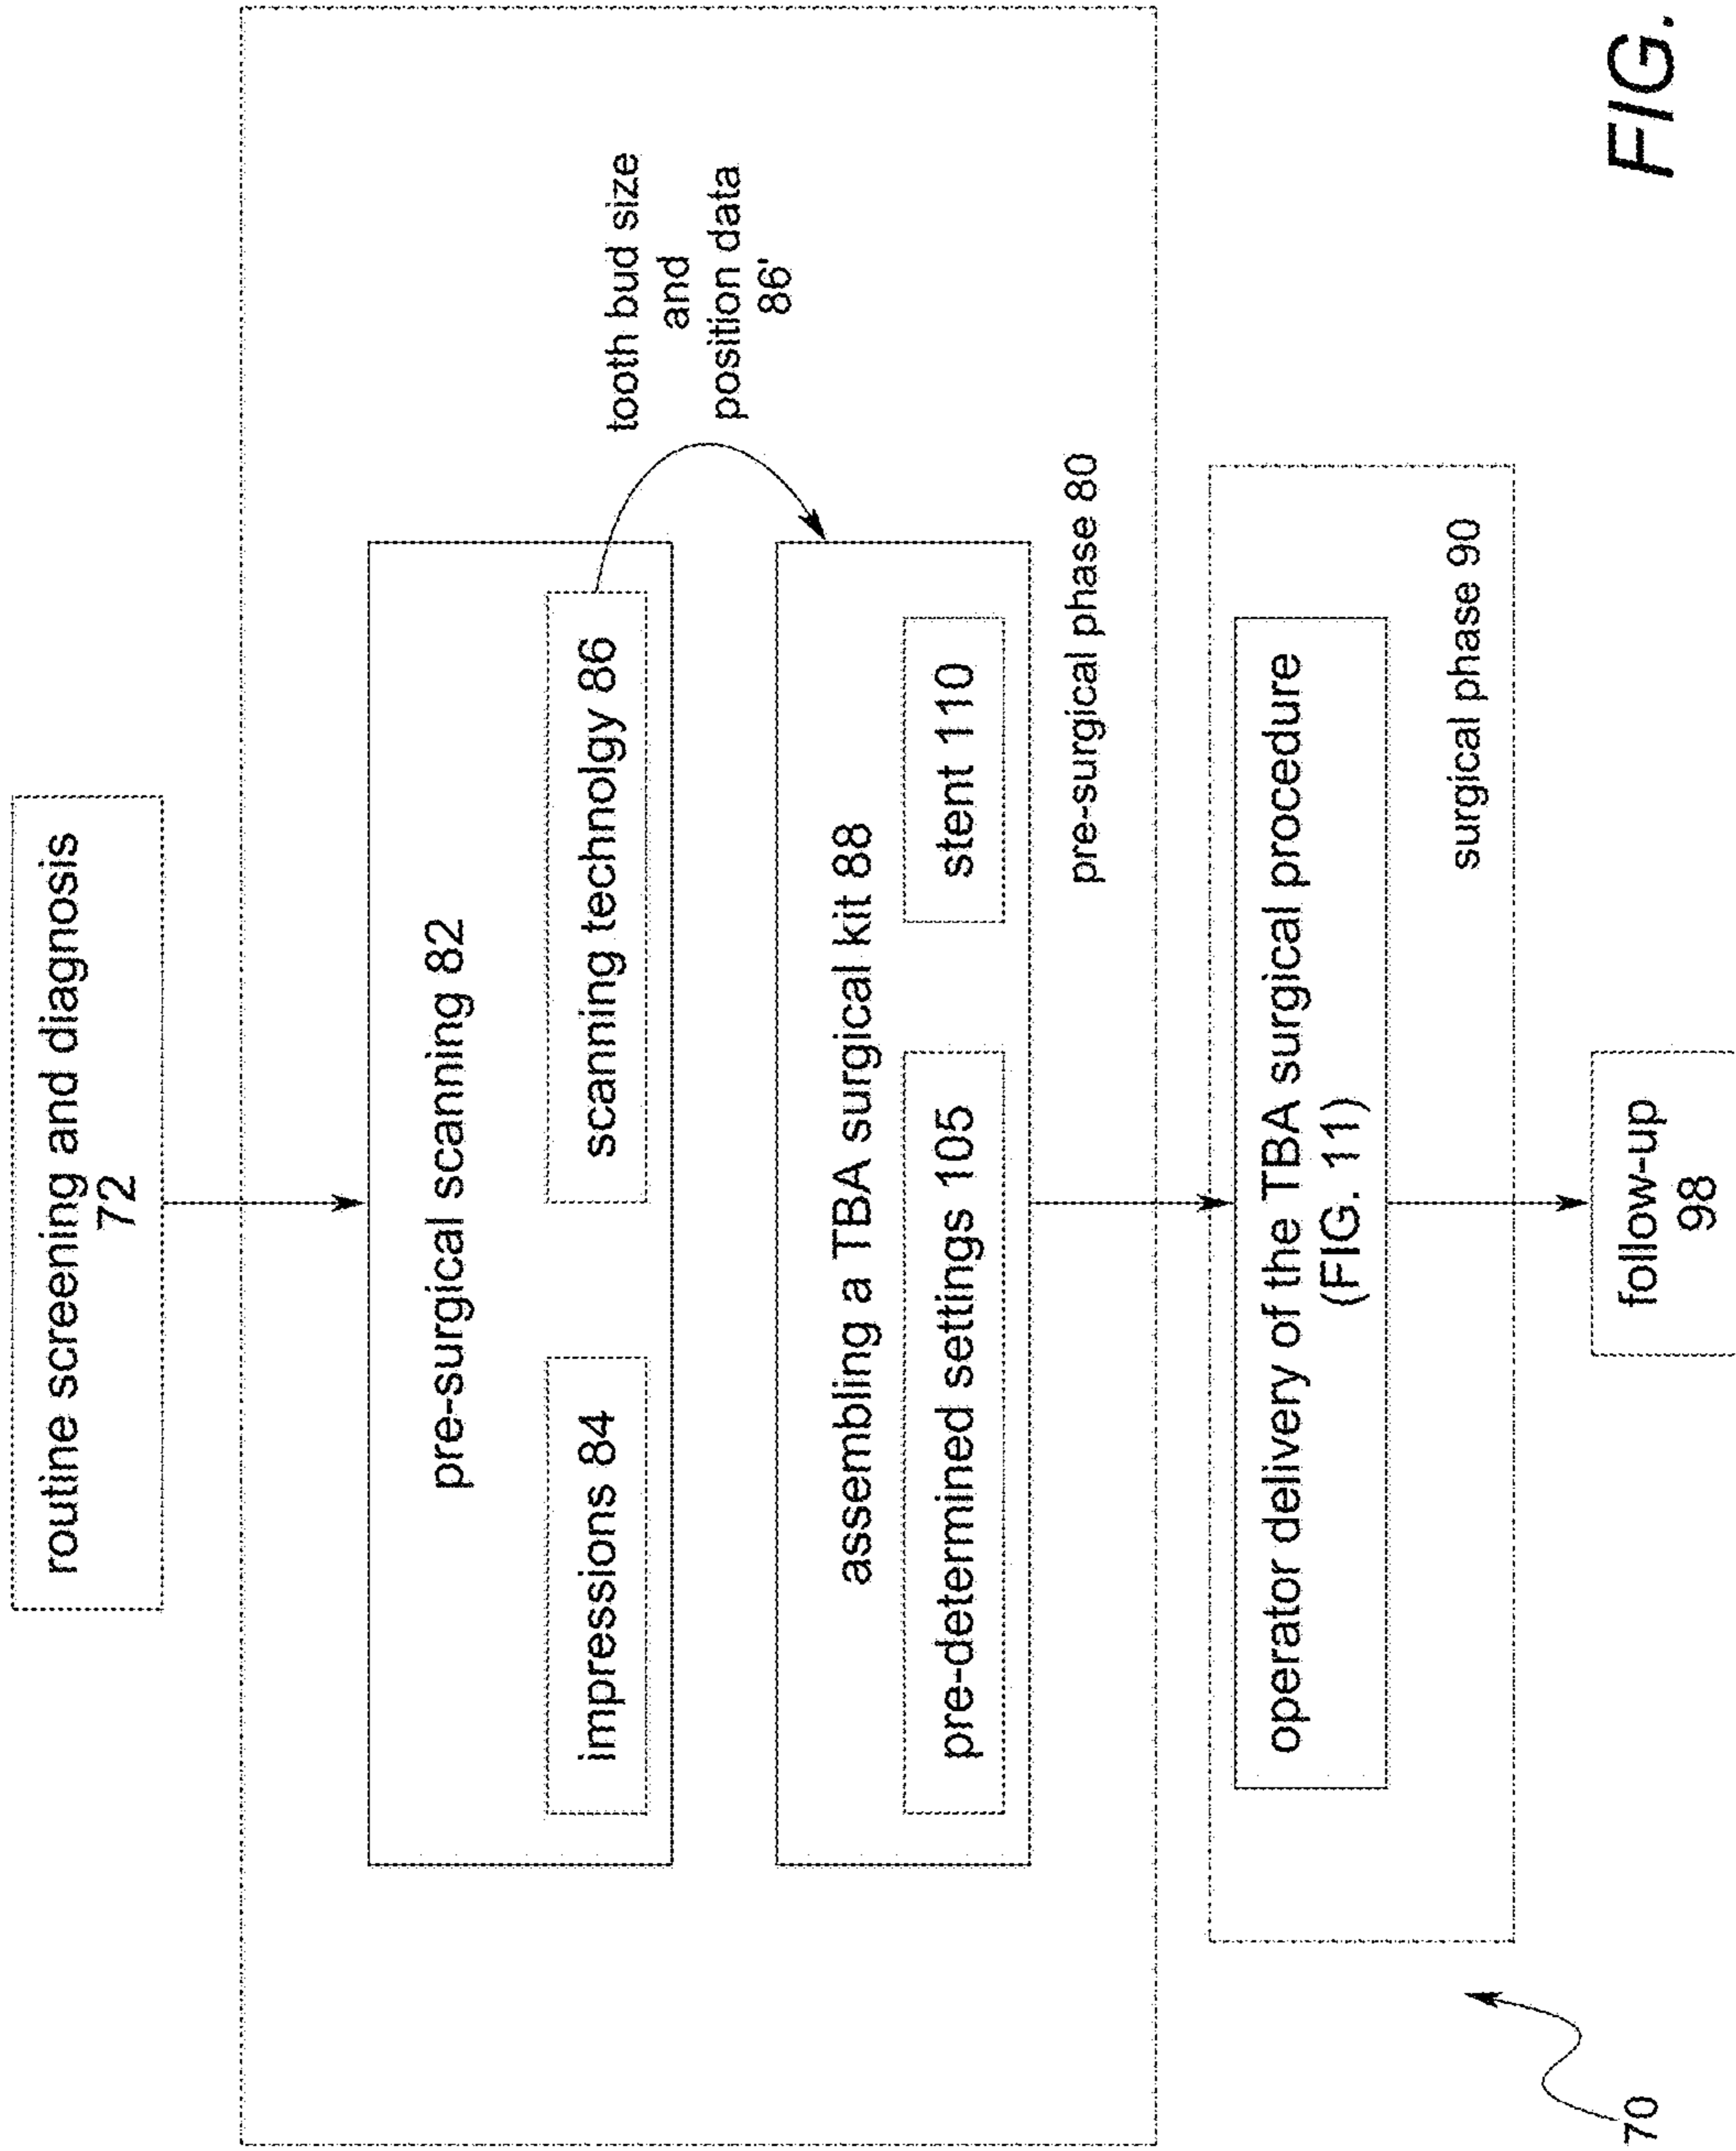 routine screening and diagnosis
72
pre-surgical scanning 82
impressions 84
scanning technolgy 86
tooth bud size
and
position data
86'
assembling a TBA surgical kit 88
pre-determined settings 105
stent 110
pre-surgical phase 80
operator delivery of the TBA surgical procedure
(FIG. 11)
surgical phase 90
follow-up
98
70
FIG.